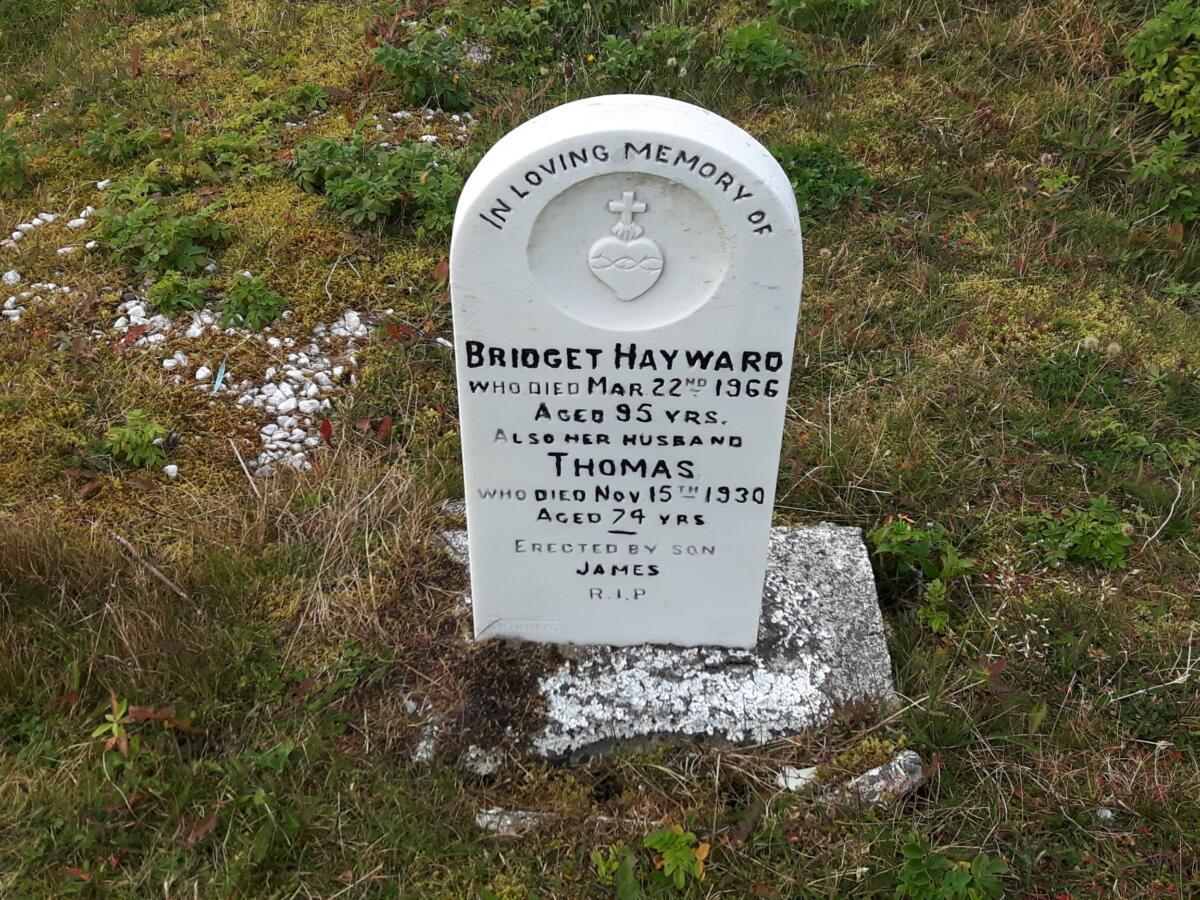 IN LOVING MEMORY OF
BRIDGET HAYWARD
WHO DIED MAR 22ND 1966
AGED 95 YRS.
ALSO HER HUSBAND
THOMAS
WHO DIED NOV 15TH 1930
AGED 74 YRS
ERECTED BY SON
JAMES
R.I.P